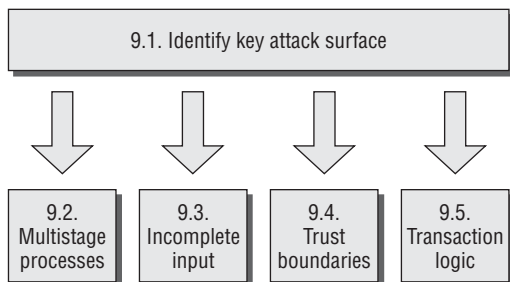 9.1. Identify key attack surface
9.2.
Multistage
processes
9.3.
Incomplete
input
9.4.
Trust
boundaries
9.5.
Transaction
logic